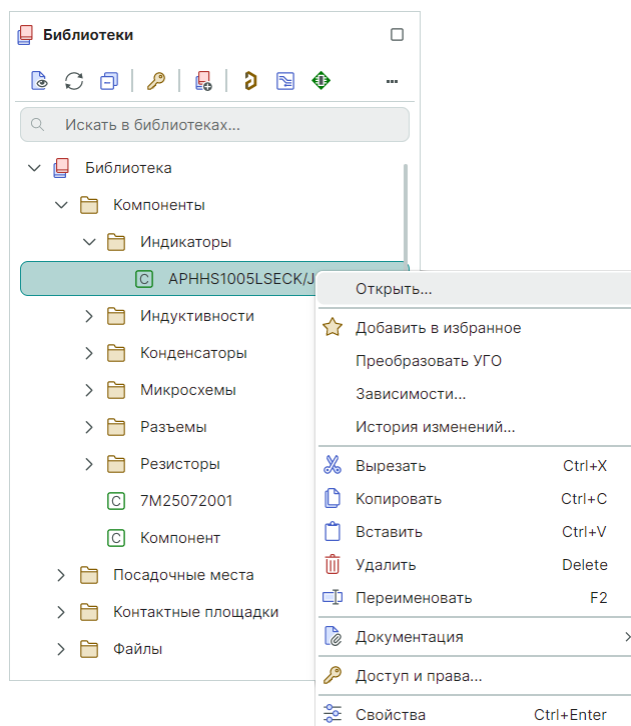 Библиотеки
Искать в библиотеках...
Библиотека
Компоненты
Индикаторы
APHHS1005LSECK/J
Индуктивности
Конденсаторы
Микросхемы
Разъемы
Резисторы
7M25072001
Компонент
Посадочные места
Контактные площадки
Файлы
Открыть...
Добавить в избранное
Преобразовать УГО
Зависимости...
История изменений...
Вырезать Ctrl+X
Копировать Ctrl+C
Вставить Ctrl+V
Удалить Delete
Переименовать F2
Документация
Доступ и права...
Свойства Ctrl+Enter